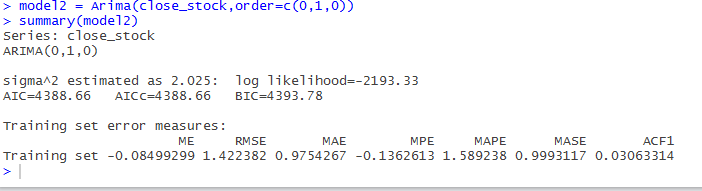 > model2 = Arima(close_stock,order=c(0,1,0))
> summary(model2)
Series: close_stock
ARIMA(0,1,0)
sigma^2 estimated as 2.025:  log likelihood=-2193.33
AIC=4388.66   AICc=4388.66   BIC=4393.78
Training set error measures:
                      ME     RMSE       MAE        MPE     MAPE      MASE       ACF1
Training set -0.08499299 1.422382 0.9754267 -0.1362613 1.589238 0.9993117 0.03063314
>